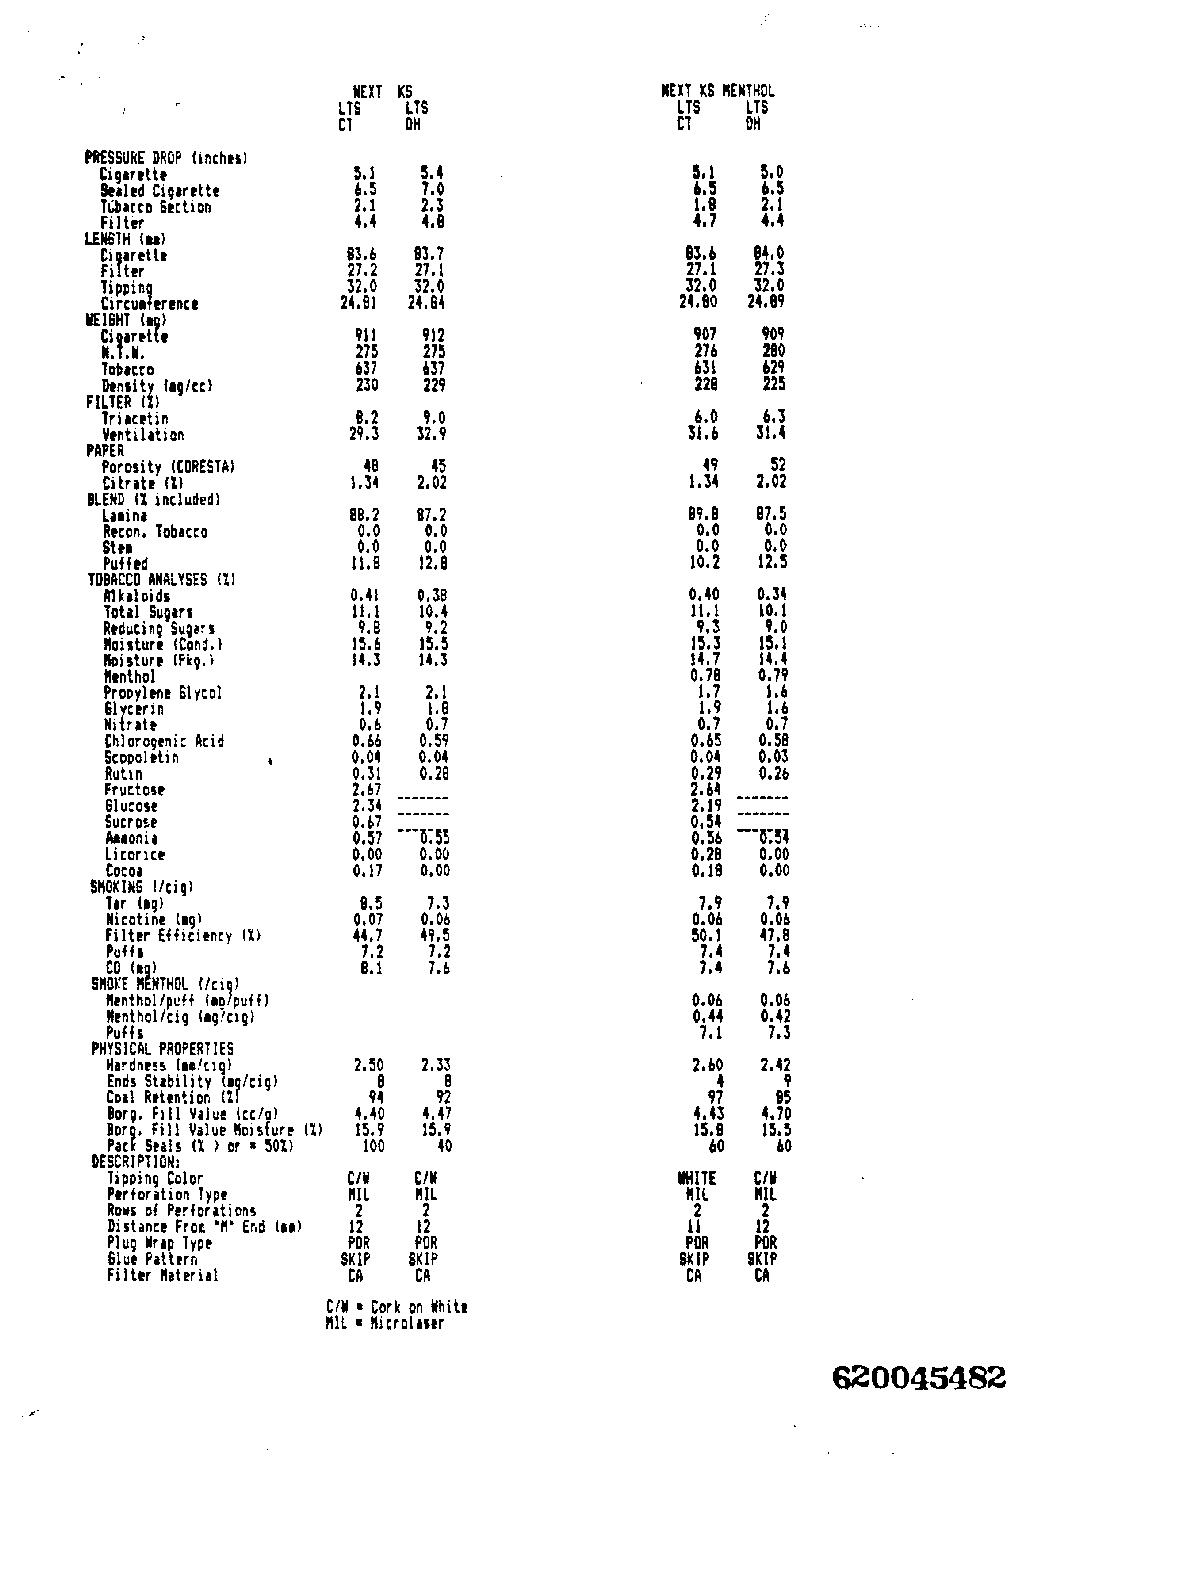 NEXT KS NEXT KS MENTHOL
LTS LTS LTS LTS
CT OH CT OH
PRESSURE DROP (inches)
Cigarette 5.1 5.4 5.1 5.0
Sealed Cigarette 6.5 7.0 6.5 6.5
Tobacco Section 2.1 2.3 1.8 2.1
Filter 4.4 4.8 4.7 4.4
LENGTH (mm)
Cigarette 83.6 83.7 83.6 84.0
Filter 27.2 27.1 27.1 27.3
Tipping 32.0 32.0 32.0 32.0
Circumference 24.81 24.84 24.80 24.89
WEIGHT (mg)
Cigarette 911 912 907 909
N.T.W. 275 275 276 280
Tobacco 637 637 631 629
Density (mg/cc) 230 229 228 225
FILTER (%)
Triacetin 8.2 9.0 6.0 6.3
Ventilation 29.3 32.9 31.6 31.4
PAPER
Porosity (CORESTA) 48 45 49 52
Citrate (%) 1.34 2.02 1.34 2.02
BLEND (% included)
Lamina 88.2 87.2 89.8 87.5
Recon. Tobacco 0.0 0.0 0.0 0.0
Stem 0.0 0.0 0.0 0.0
Puffed 11.8 12.8 10.2 12.5
TOBACCO ANALYSES (%)
Alkaloids 0.41 0.38 0.40 0.34
Total Sugars 11.1 10.4 11.1 10.1
Reducing Sugars 9.8 9.2 9.3 9.0
Moisture (Cond.) 15.6 15.5 15.3 15.1
Moisture (Pkg.) 14.3 14.3 14.7 14.4
Menthol 0.78 0.79
Propylene Glycol 2.1 2.1 1.7 1.6
Glycerin 1.9 1.8 1.9 1.6
Nitrate 0.6 0.7 0.7 0.7
Chlorogenic Acid 0.66 0.59 0.65 0.58
Scopoletin 0.04 0.04 0.04 0.03
Rutin 0.31 0.28 0.29 0.26
Fructose 2.67 ------- 2.64 -------
Glucose 2.34 ------- 2.19 -------
Sucrose 0.67 ------- 0.54 -------
Ammonia 0.57 0.55 0.56 0.54
Licorice 0.00 0.00 0.28 0.00
Cocoa 0.17 0.00 0.18 0.00
SMOKING (/cig)
Tar (mg) 8.5 7.3 7.9 7.9
Nicotine (mg) 0.07 0.06 0.06 0.06
Filter Efficiency (%) 44.7 49.5 50.1 47.8
Puffs 7.2 7.2 7.4 7.4
CO (mg) 8.1 7.6 7.4 7.6
SMOKE MENTHOL (/cig)
Menthol/puff (mg/puff) 0.06 0.06
Menthol/cig (mg/cig) 0.44 0.42
Puffs 7.1 7.3
PHYSICAL PROPERTIES
Hardness (mm/cig) 2.50 2.33 2.60 2.42
Ends Stability (mg/cig) 8 8 4 9
Coal Retention (%) 94 92 97 85
Borg. Fill Value (cc/g) 4.40 4.47 4.43 4.70
Borg. Fill Value Moisture (%) 15.9 15.9 15.8 15.5
Pack Seals (% > or = 50%) 100 40 60 60
DESCRIPTION:
Tipping Color C/W C/W WHITE C/W
Perforation Type MIL MIL MIL MIL
Rows of Perforations 2 2 2 2
Distance From "M" End (mm) 12 12 11 12
Plug Wrap Type POR POR POR POR
Glue Pattern SKIP SKIP SKIP SKIP
Filter Material CA CA CA CA
C/W = Cork on White
MIL = Microlaser
620045482